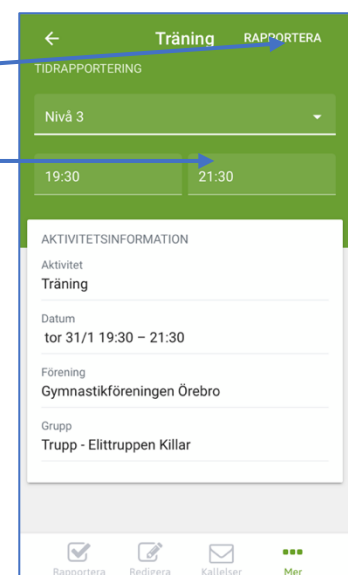 Träning RAPPORTERA
TIDRAPPORTERING
Nivå 3
19:30 21:30
AKTIVITETSINFORMATION
Aktivitet
Träning
Datum
tor 31/1 19:30 – 21:30
Förening
Gymnastikföreningen Örebro
Grupp
Trupp - Elittruppen Killar
Rapportera Redigera Kallelser Mer